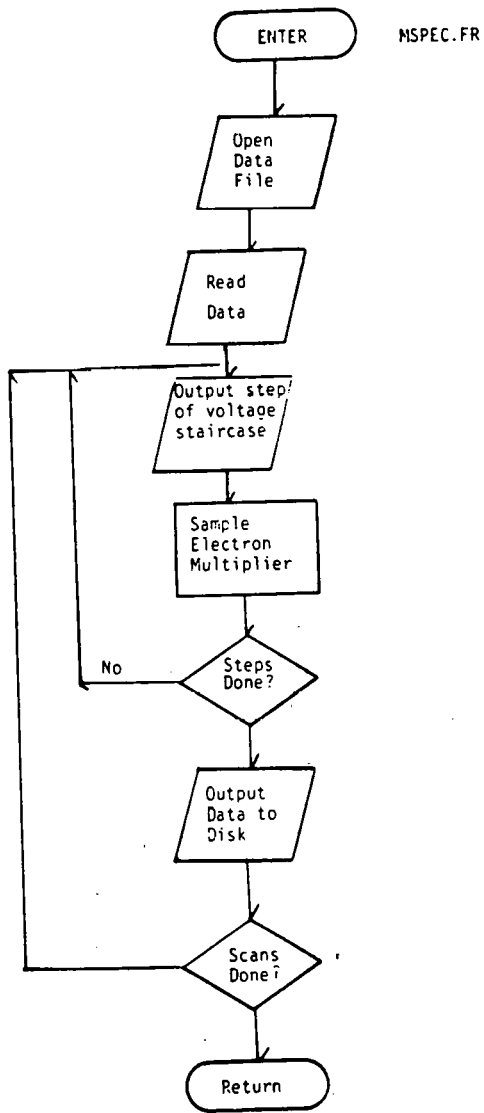 ENTER
MSPEC.FR
Open
Data
File
Read
Data
Output step
of voltage
staircase
Sample
Electron
Multiplier
No
Steps
Done?
Output
Data to
Disk
Scans
Done?
Return